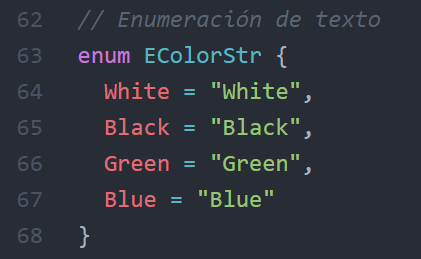 62 // Enumeración de texto
63 enum EColorStr {
64 White = "White",
65 Black = "Black",
66 Green = "Green",
67 Blue = "Blue"
68 }